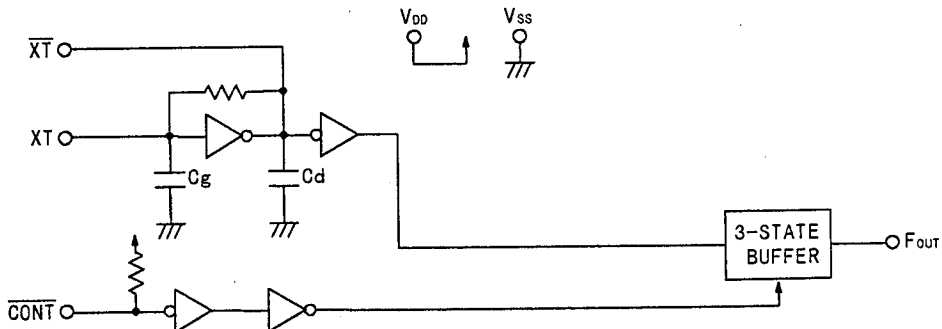 VDD
VSS
XT
XT
Cg
Cd
3-STATE
BUFFER
FOUT
CONT